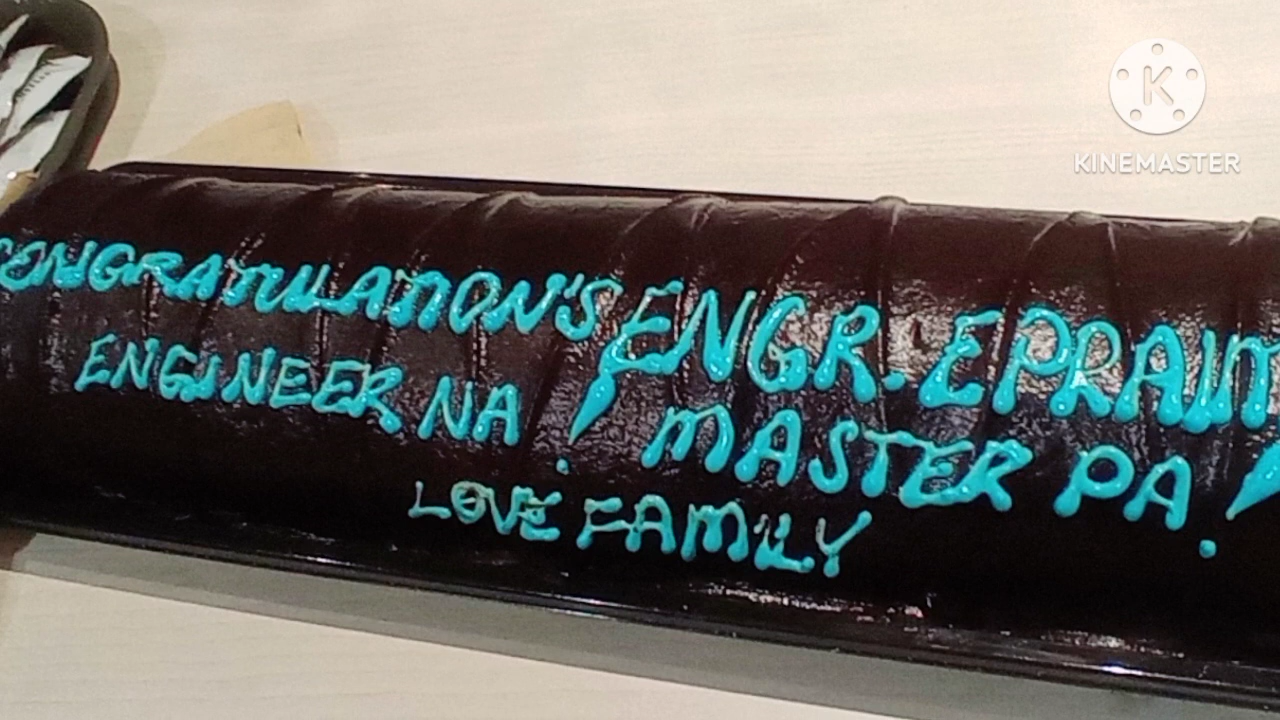 CONGRATULATION'S ENGR. EPRAIM
ENGINEER NA! MASTER PA!
LOVE FAMILY
K
KINEMASTER